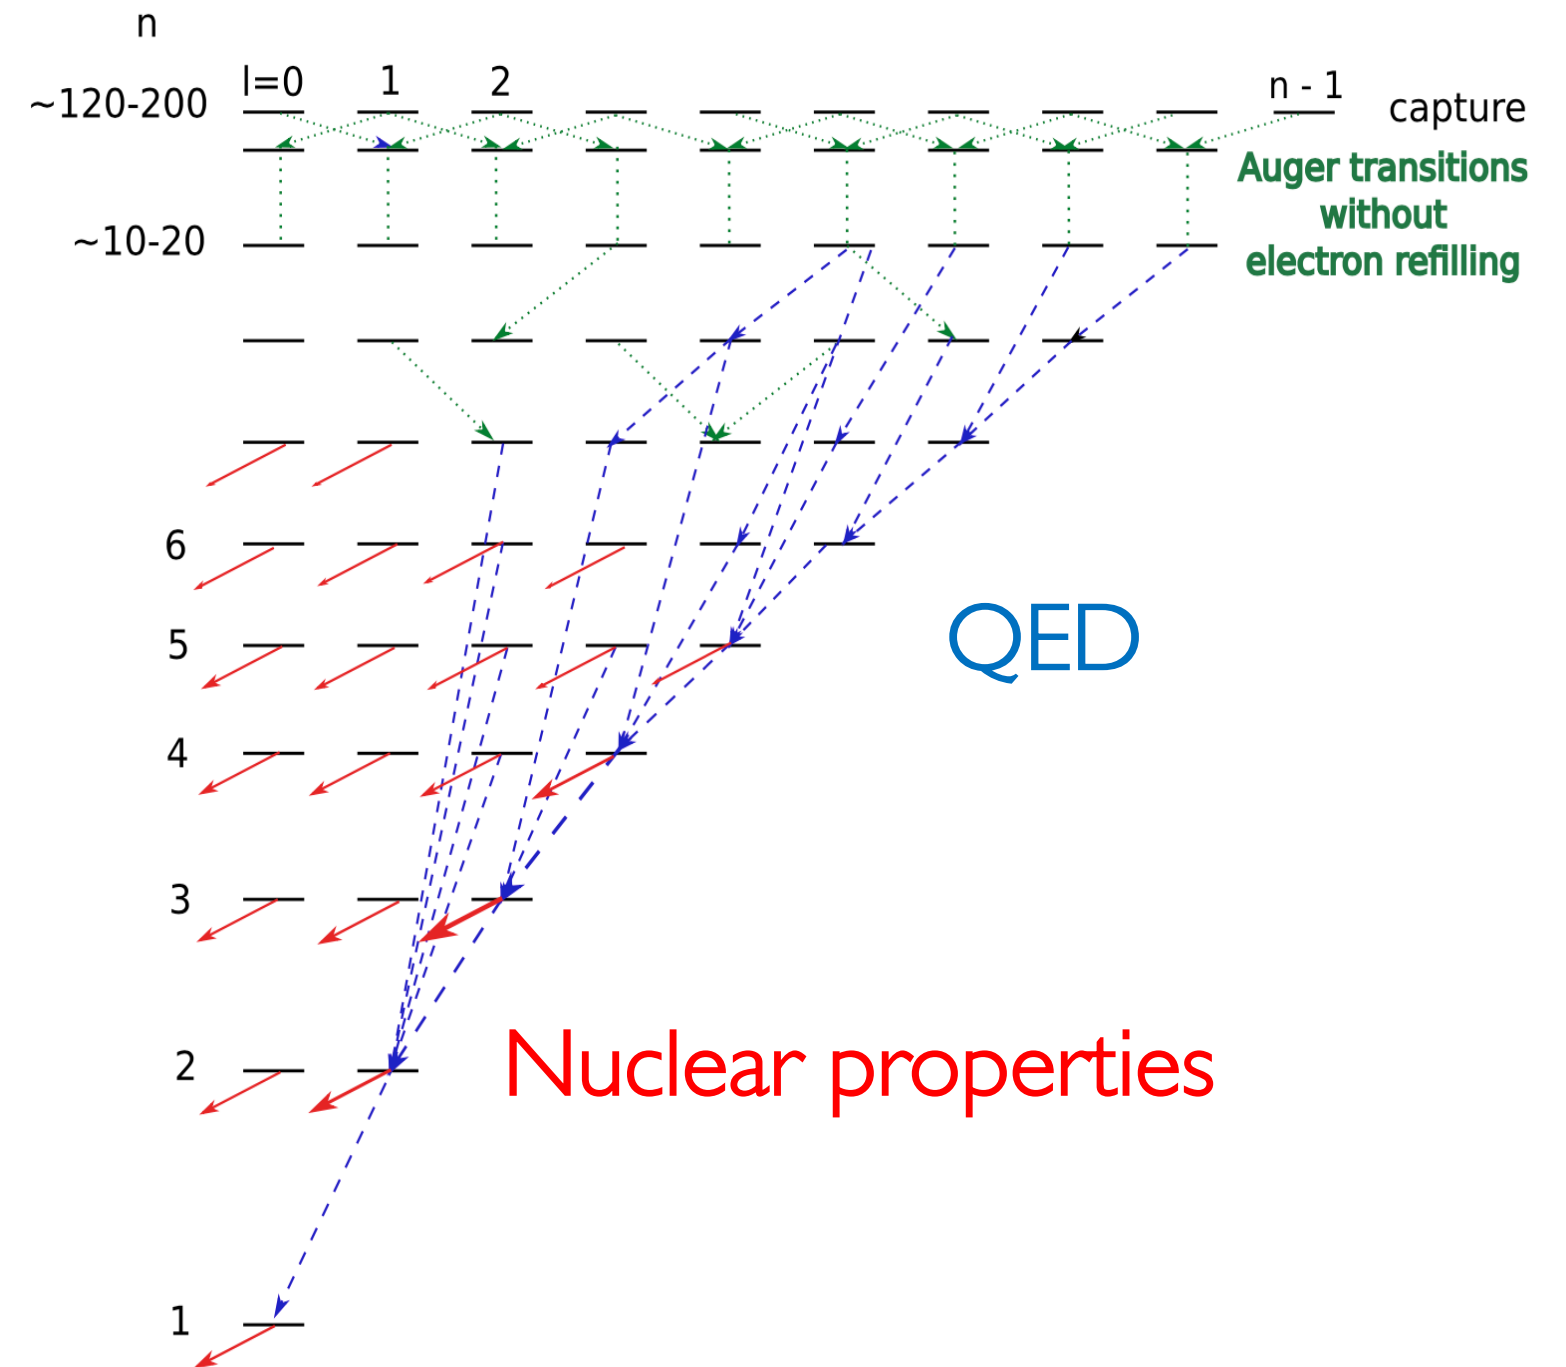 n
l=0 1 2 n - 1
~120-200 capture
Auger transitions
without
electron refilling
~10-20
6
5
QED
4
3
2
Nuclear properties
1